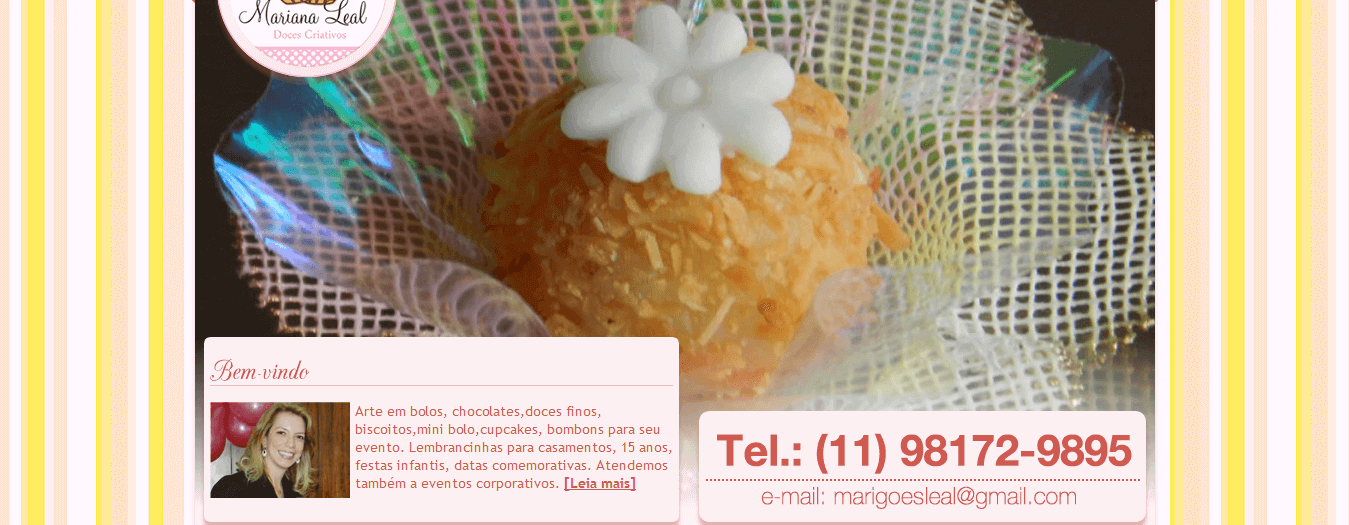 Mariana Leal
Doces Criativos
Bem-vindo
Arte em bolos, chocolates,doces finos,
biscoitos,mini bolo,cupcakes, bombons para seu
evento. Lembrancinhas para casamentos, 15 anos,
festas infantis, datas comemorativas. Atendemos
também a eventos corporativos. [Leia mais]
Tel.: (11) 98172-9895
e-mail: marigoesleal@gmail.com